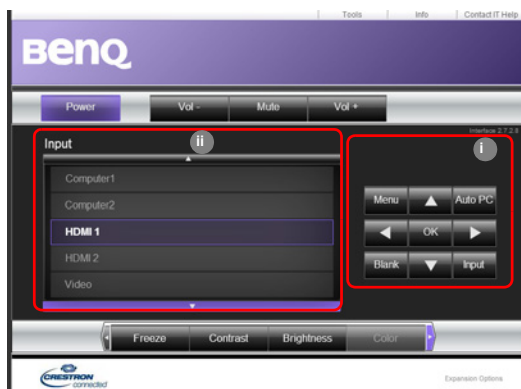 Tools Info Contact IT Help
BenQ
Power Vol - Mute Vol +
Interface 2.7.2.8
Input
ii
i
Computer1
Computer2
HDMI 1
HDMI 2
Video
Menu Auto PC
OK
Blank Input
Freeze Contrast Brightness Color
CRESTRON
connected
Expansion Options